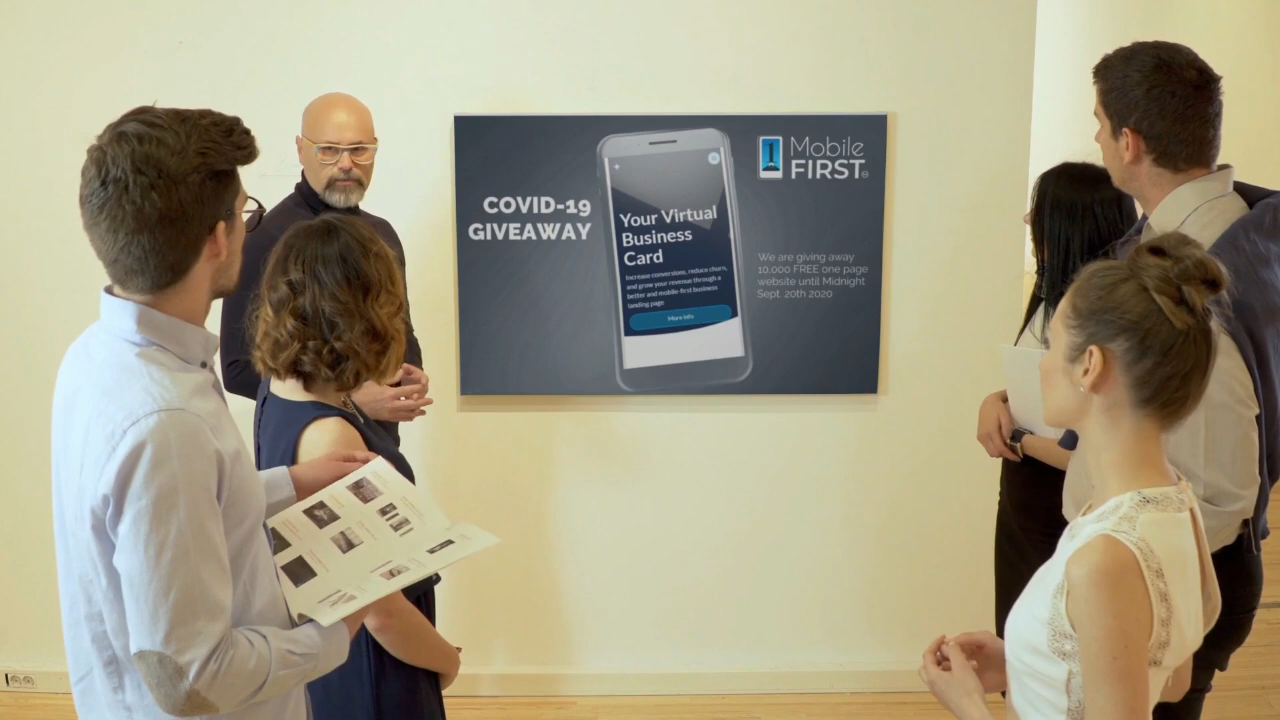 COVID-19
GIVEAWAY
Your Virtual
Business
Card
Increase conversions, reduce churn,
and grow your revenue through a
better and mobile-first business
landing page
More info
1
Mobile
FIRST
We are giving away
10,000 FREE one page
website until Midnight
Sept. 20th 2020